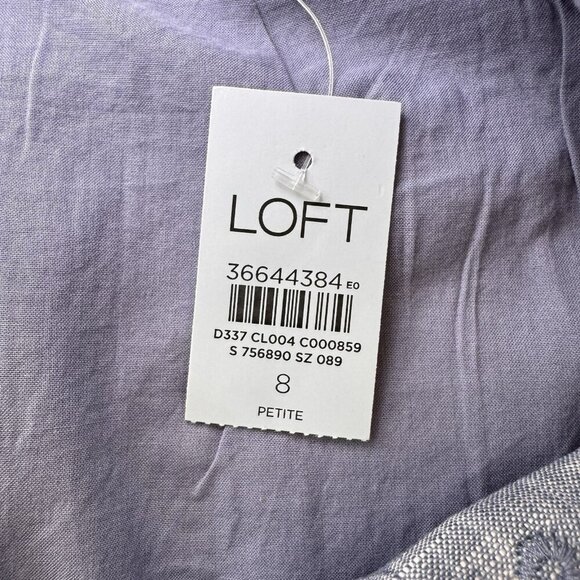 LOFT
36644384 E0
D337 CL004 C000859
S 756890 SZ 089
8
PETITE